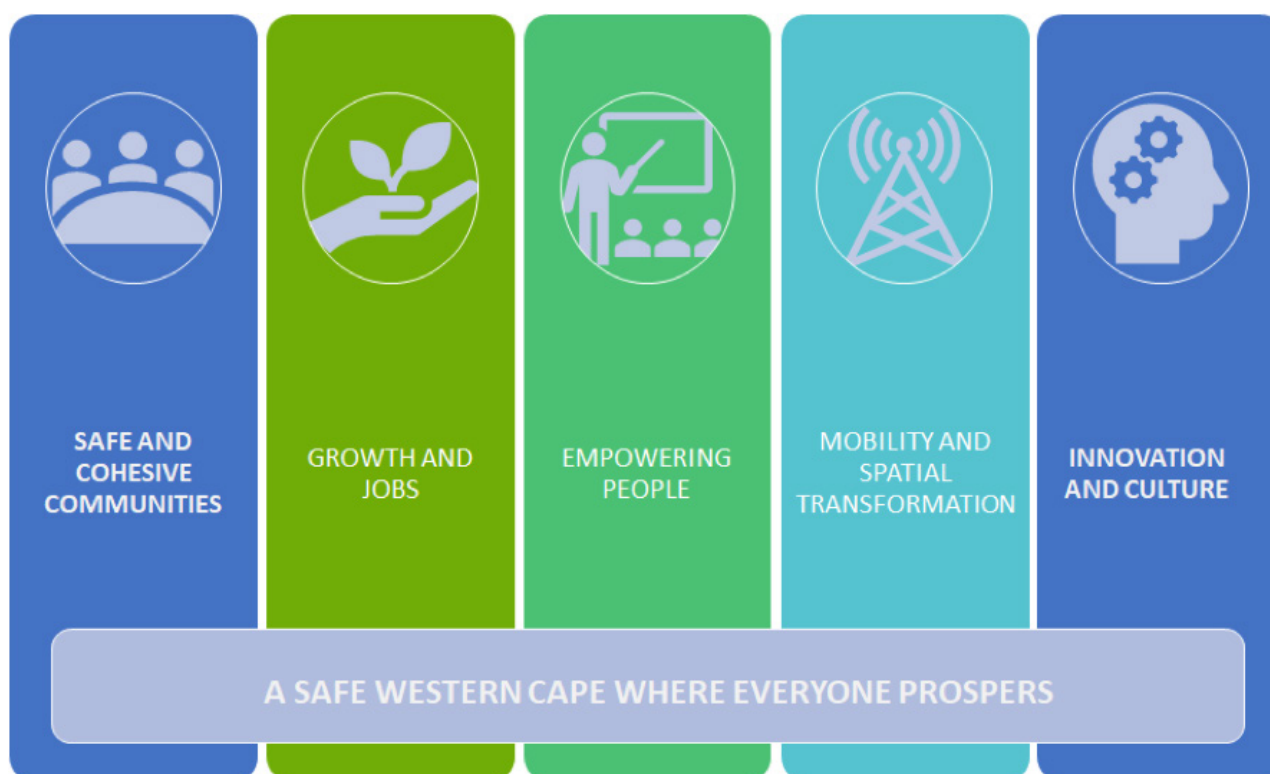 SAFE AND
COHESIVE
COMMUNITIES
GROWTH AND
JOBS
EMPOWERING
PEOPLE
MOBILITY AND
SPATIAL
TRANSFORMATION
INNOVATION
AND CULTURE
A SAFE WESTERN CAPE WHERE EVERYONE PROSPERS